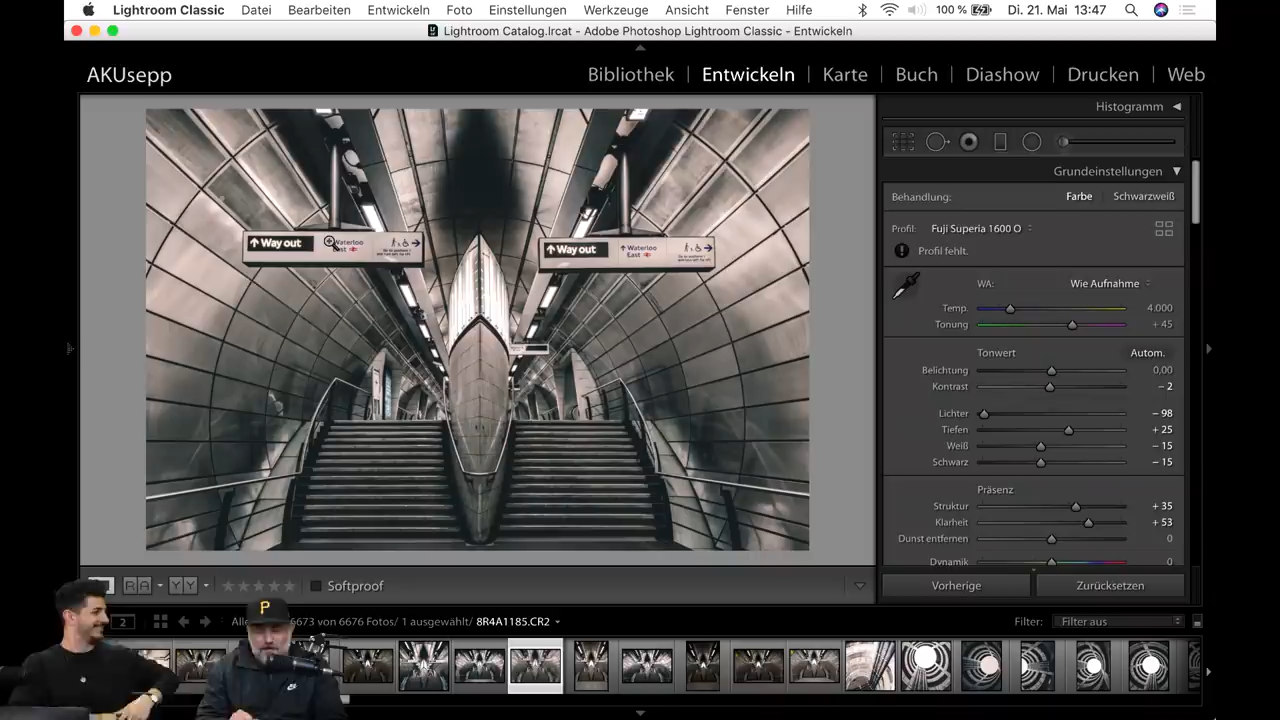 Lightroom Classic Datei Bearbeiten Entwickeln Foto Einstellungen Werkzeuge Ansicht Fenster Hilfe 100 % Di. 21. Mai 13:47
Lightroom Catalog.lrcat - Adobe Photoshop Lightroom Classic - Entwickeln
AKUsepp Bibliothek | Entwickeln | Karte | Buch | Diashow | Drucken | Web
Histogramm
Grundeinstellungen
Behandlung: Farbe | Schwarzweiß
Profil: Fuji Superia 1600 O
Profil fehlt.
WA: Wie Aufnahme
Temp. 4.000
Tonung + 45
Tonwert Autom.
Belichtung 0,00
Kontrast – 2
Lichter – 98
Tiefen + 25
Weiß – 15
Schwarz – 15
Präsenz
Struktur + 35
Klarheit + 53
Dunst entfernen 0
Dynamik 0
Vorherige Zurücksetzen
Way out Waterloo
Way out Waterloo
East
R A Y Y Softproof
2 6673 von 6676 Fotos/ 1 ausgewählt/ 8R4A1185.CR2 Filter: Filter aus
P